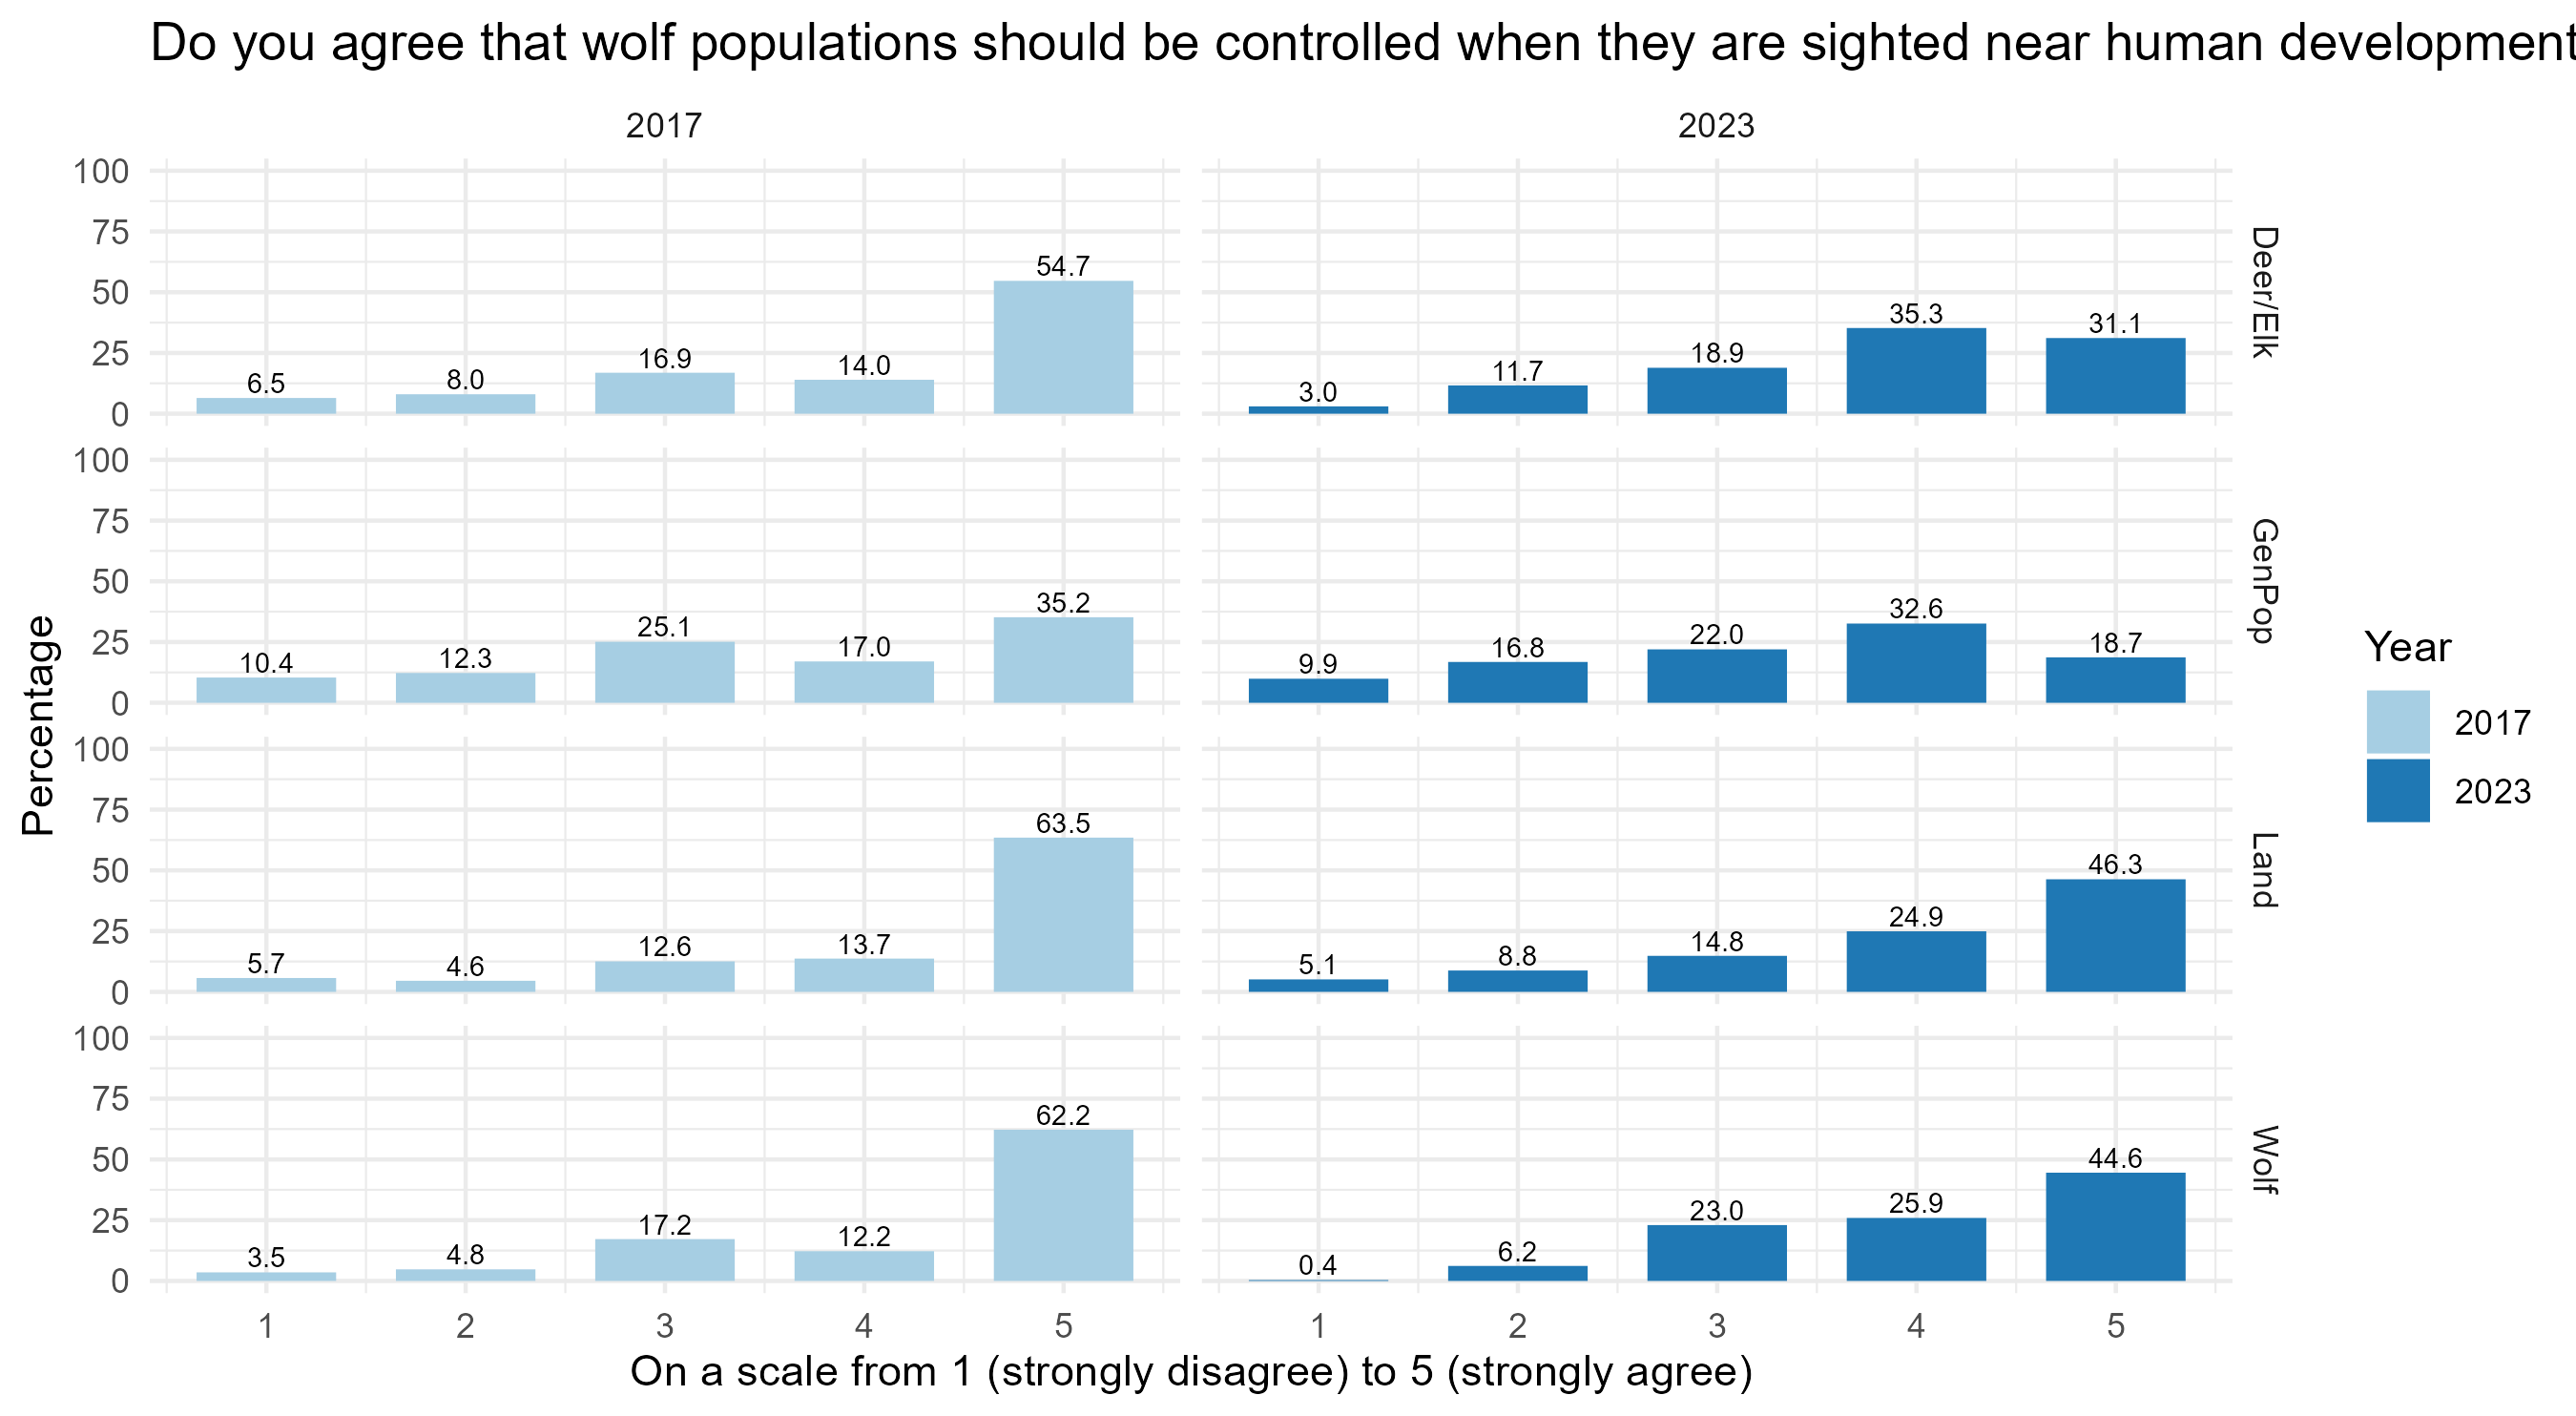 Do you agree that wolf populations should be controlled when they are sighted near human development
2017 2023
100
75
50
25
0
6.5 8.0 16.9 14.0 54.7
3.0 11.7 18.9 35.3 31.1
Deer/Elk
100
75
50
25
0
10.4 12.3 25.1 17.0 35.2
9.9 16.8 22.0 32.6 18.7
GenPop
100
75
50
25
0
5.7 4.6 12.6 13.7 63.5
5.1 8.8 14.8 24.9 46.3
Land
100
75
50
25
0
3.5 4.8 17.2 12.2 62.2
0.4 6.2 23.0 25.9 44.6
Wolf
1 2 3 4 5
1 2 3 4 5
Percentage
On a scale from 1 (strongly disagree) to 5 (strongly agree)
Year
2017
2023